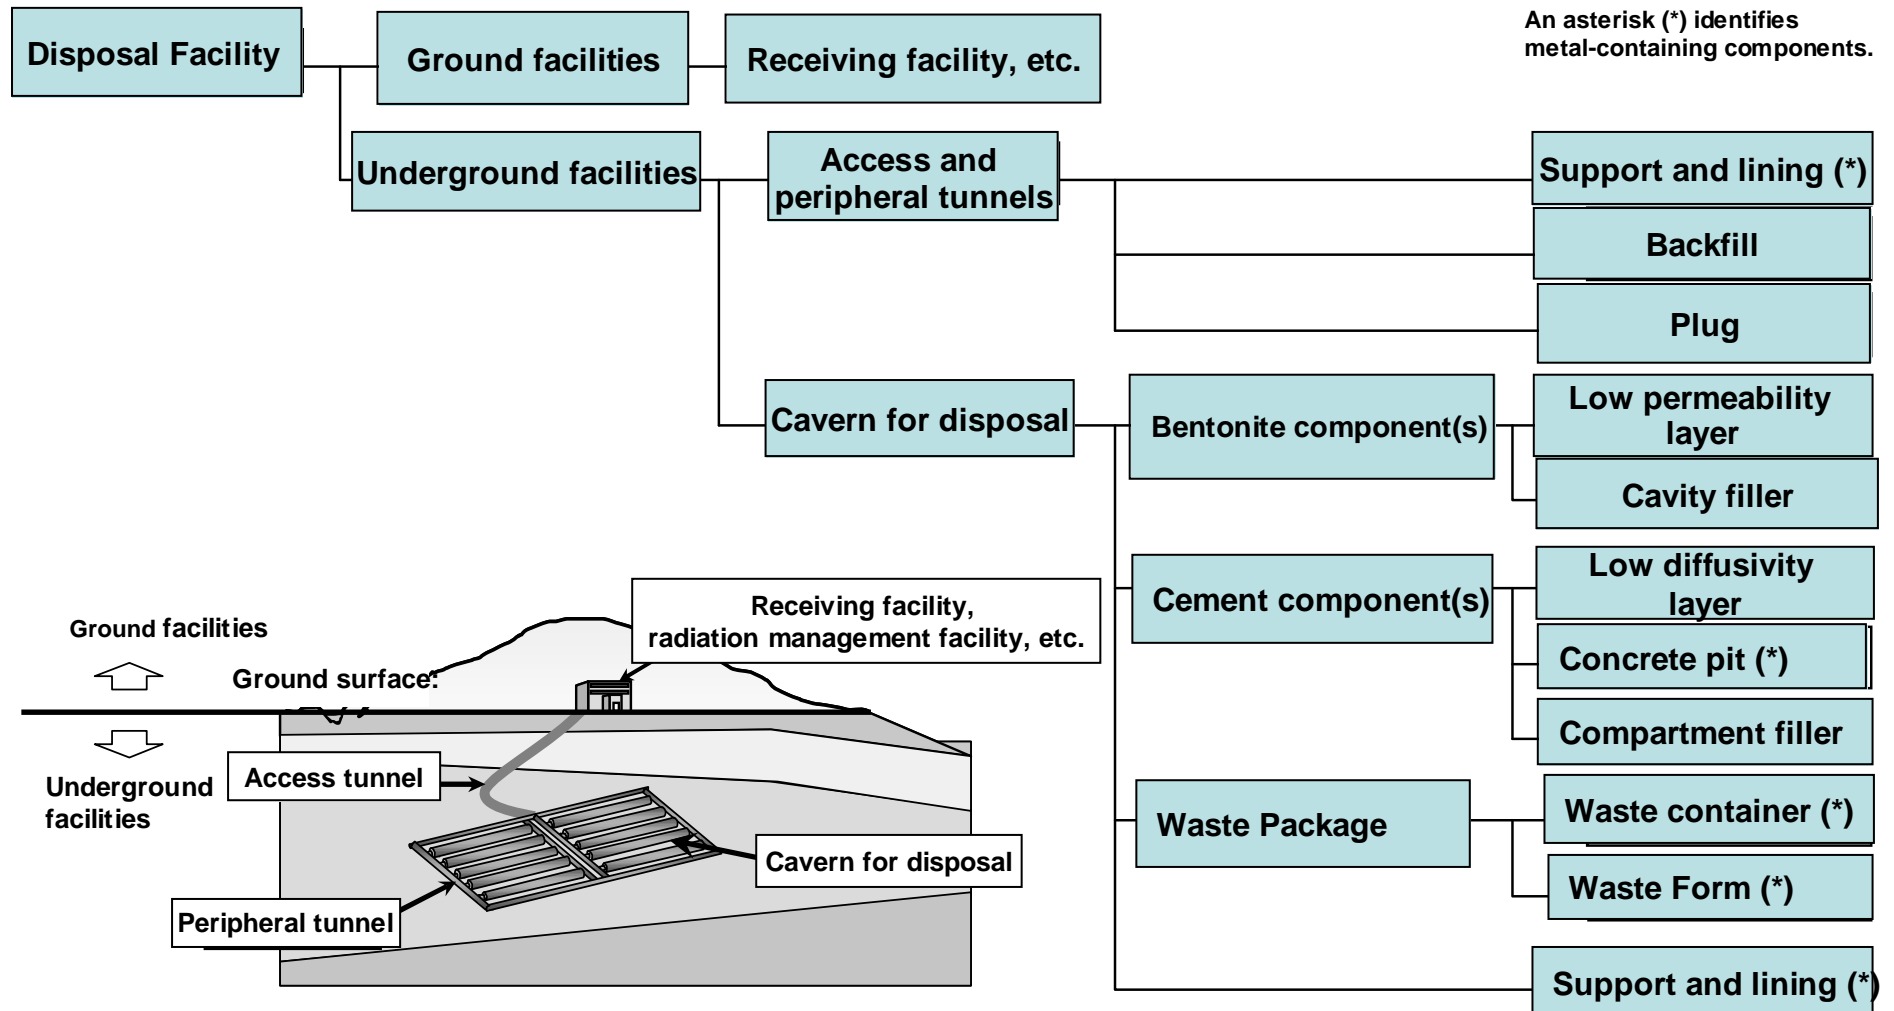 An asterisk (*) identifies
metal-containing components.
Disposal Facility
Ground facilities
Receiving facility, etc.
Underground facilities
Access and
peripheral tunnels
Support and lining (*)
Backfill
Plug
Cavern for disposal
Bentonite component(s)
Low permeability
layer
Cavity filler
Cement component(s)
Low diffusivity
layer
Concrete pit (*)
Compartment filler
Waste Package
Waste container (*)
Waste Form (*)
Support and lining (*)
Receiving facility,
radiation management facility, etc.
Ground facilities
Ground surface:
Underground
facilities
Access tunnel
Cavern for disposal
Peripheral tunnel